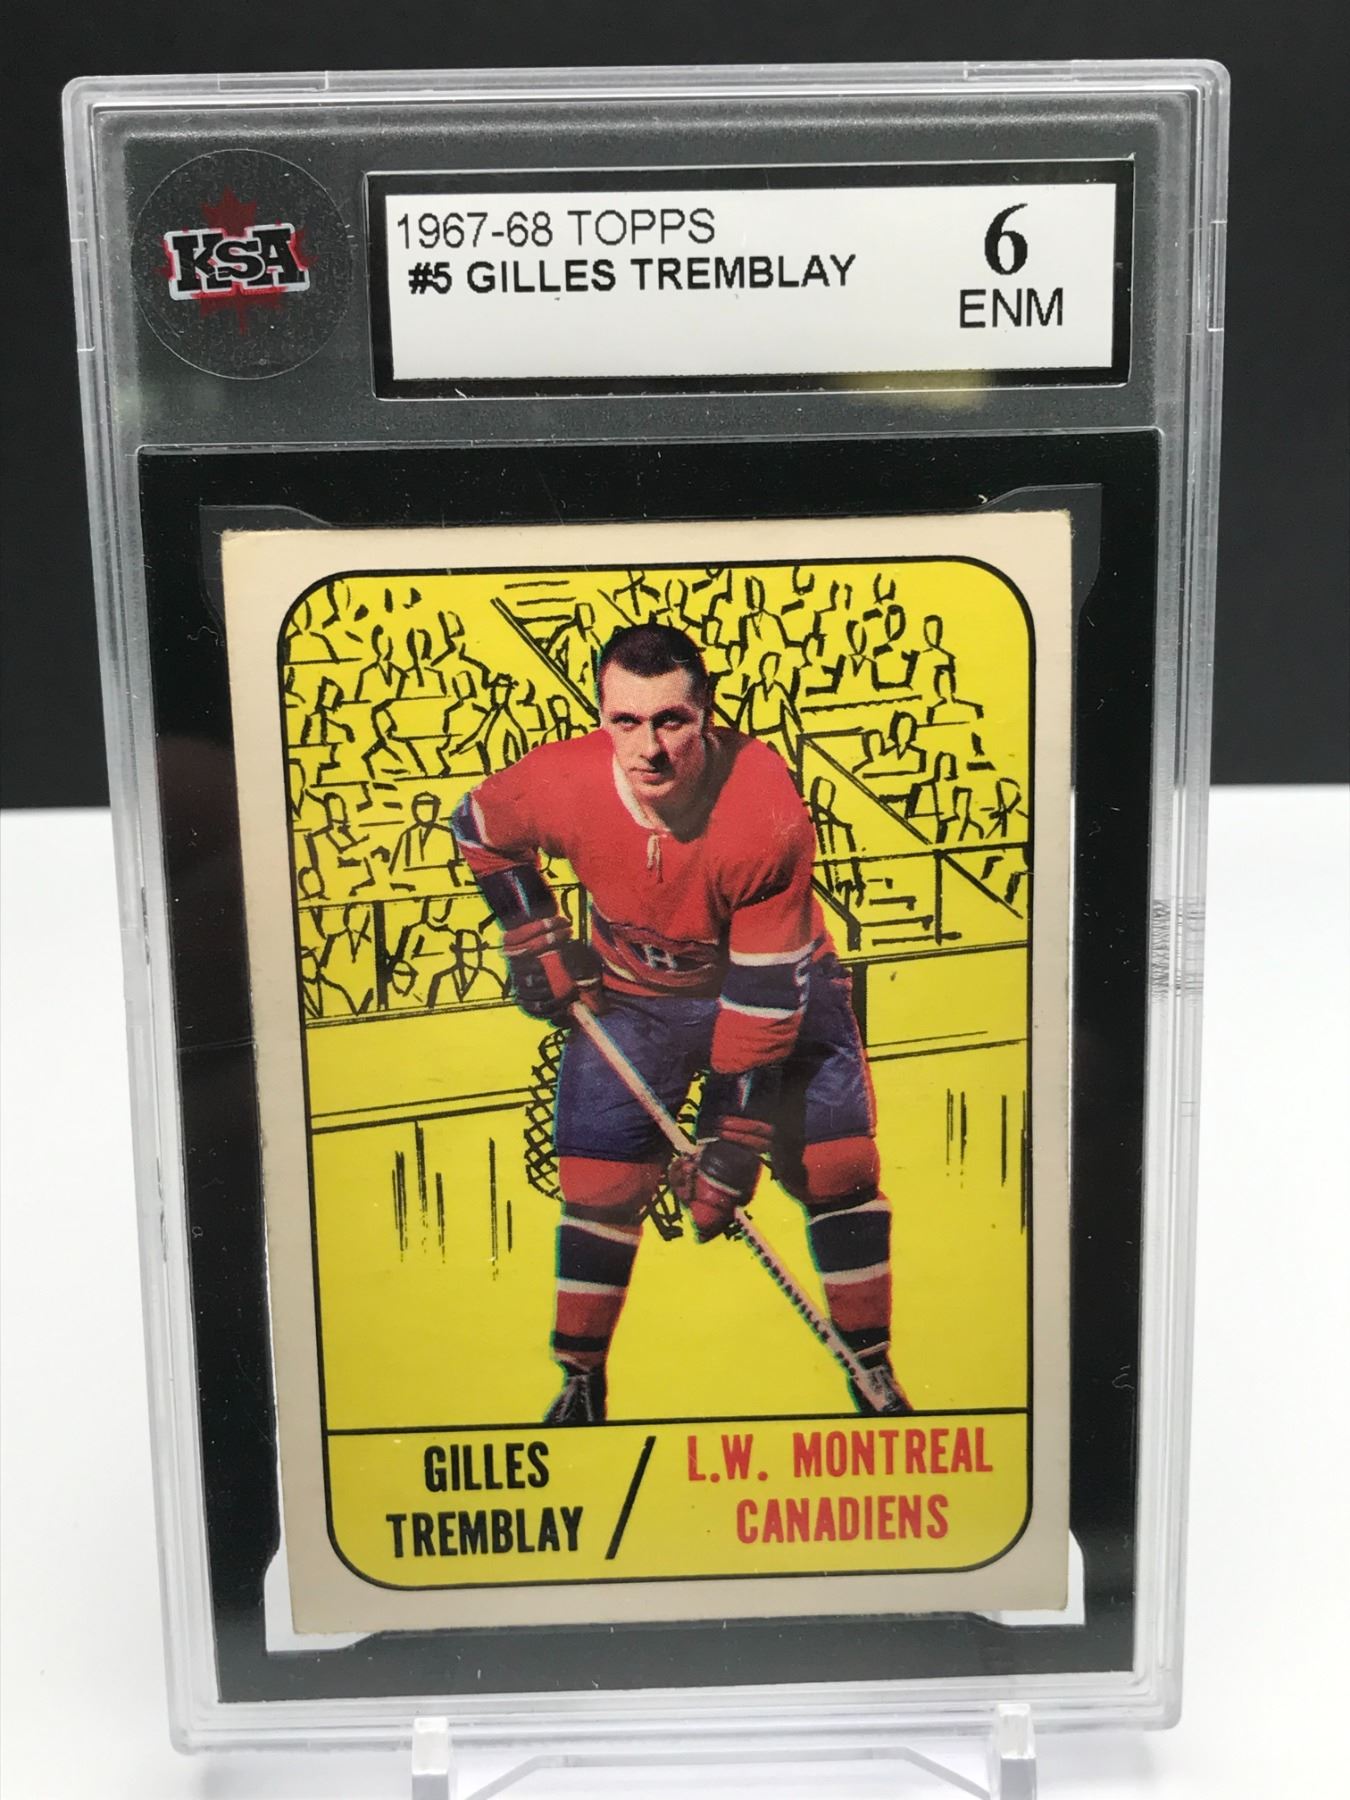 KSA
1967-68 TOPPS
#5 GILLES TREMBLAY
6
ENM
GILLES
TREMBLAY
L.W. MONTREAL
CANADIENS